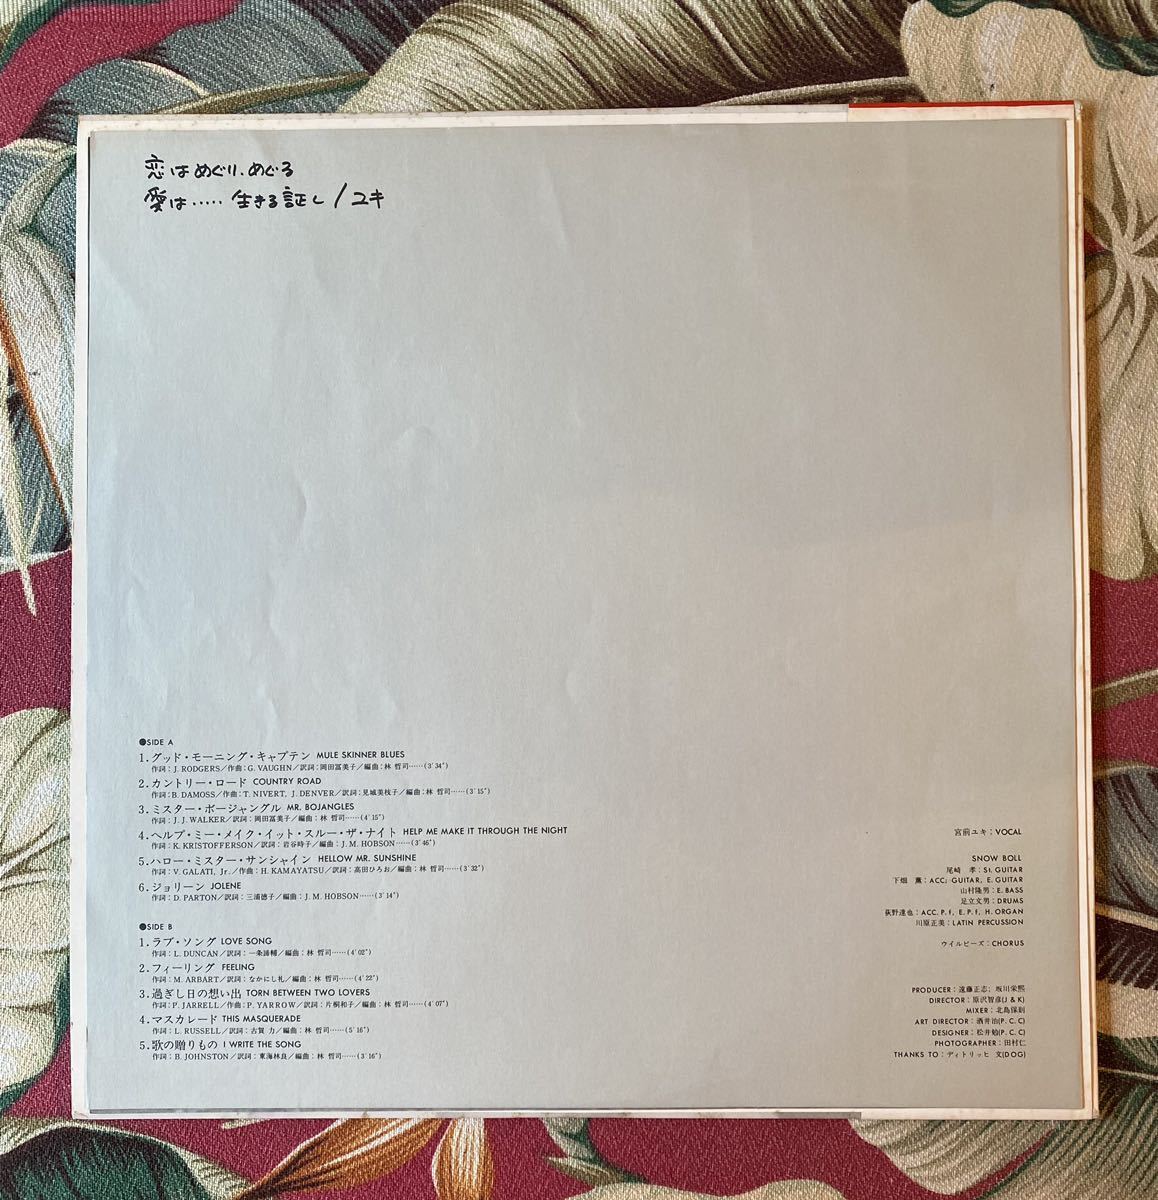 恋はめぐり、めぐる
愛は‥‥‥生きる証し/ユキ
●SIDE A
1.グッド・モーニング・キャプテン MULE SKINNER BLUES
作詞:J. RODGERS/作曲:G. VAUGHN/訳詞:岡田冨美子/編曲:林 哲司……(3'34")
2.カントリー・ロード COUNTRY ROAD
作詞:B. DAMOSS/作曲:T. NIVERT, J. DENVER/訳詞:見城美枝子/編曲:林 哲司……(3'15")
3.ミスター・ボージャングル MR. BOJANGLES
作詞:J. J. WALKER/訳詞:岡田冨美子/編曲:林 哲司……(4'15")
4.ヘルプ・ミー・メイク・イット・スルー・ザ・ナイト HELP ME MAKE IT THROUGH THE NIGHT
作詞:K. KRISTOFFERSON/訳詞:岩谷時子/編曲:J. M. HOBSON……(3'46")
5.ハロー・ミスター・サンシャイン HELLOW MR. SUNSHINE
作詞:V. GALATI, Jr./作曲:H. KAMAYATSU/訳詞:高田ひろお/編曲:林 哲司……(3'32")
6.ジョリーン JOLENE
作詞:D. PARTON/訳詞:三浦徳子/編曲:J. M. HOBSON……(3'14")
●SIDE B
1.ラブ・ソング LOVE SONG
作詞:L. DUNCAN/訳詞:一条諦輔/編曲:林 哲司……(4'02")
2.フィーリング FEELING
作詞:M. ARBART/訳詞:なかにし礼/編曲:林 哲司……(4'22")
3.過ぎし日の想い出 TORN BETWEEN TWO LOVERS
作詞:P. JARRELL/作曲:P. YARROW/訳詞:片桐和子/編曲:林 哲司……(4'07")
4.マスカレード THIS MASQUERADE
作詞:L. RUSSELL/訳詞:古賀 力/編曲:林 哲司……(5'16")
5.歌の贈りもの I WRITE THE SONG
作詞:B. JOHNSTON/訳詞:東海林良/編曲:林 哲司……(3'16")
宮前ユキ:VOCAL
SNOW BOLL
尾崎 孝:St. GUITAR
下畑 薫:ACC. GUITAR, E. GUITAR
山村隆男:E. BASS
足立文男:DRUMS
荻野達也:ACC. P. f, E. P. f, H. ORGAN
川原正美:LATIN PERCUSSION
ウイルビーズ:CHORUS
PRODUCER:遠藤正志;坂川栄煕
DIRECTOR:原沢智彦(J & K)
MIXER:北島保則
ART DIRECTOR:酒井治(P. C. C)
DESIGNER:松井勉(P. C. C)
PHOTOGRAPHER:田村仁
THANKS TO:ディトリッヒ 文(DOG)